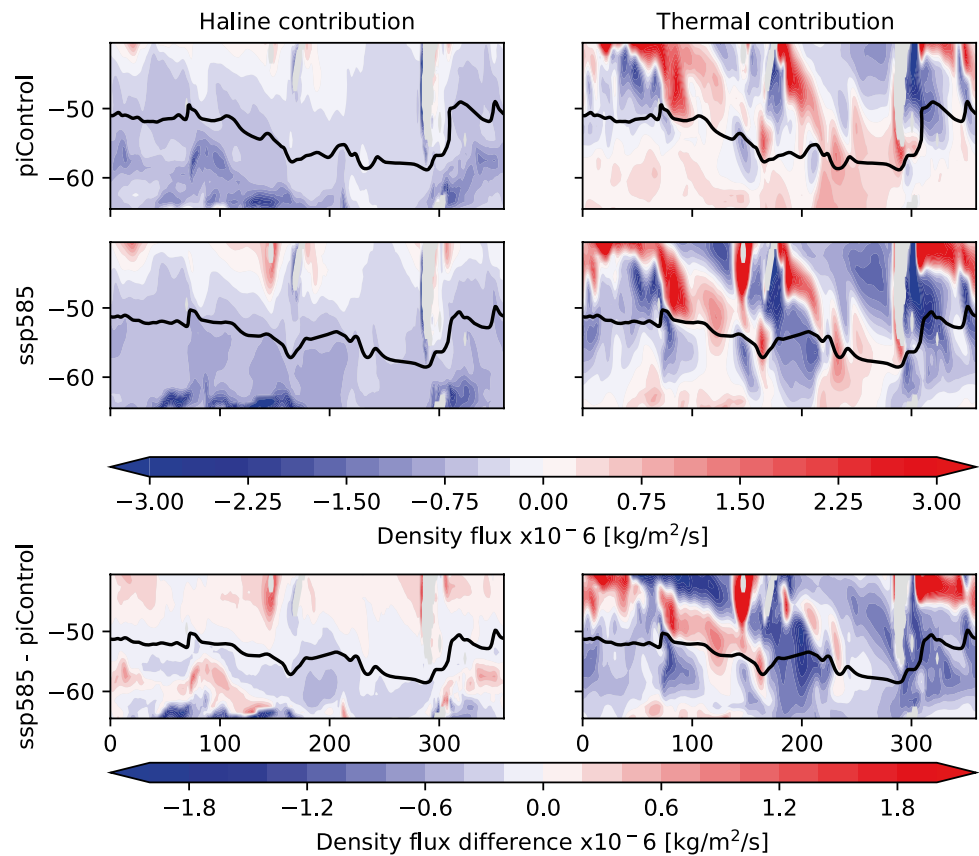 Haline contribution Thermal contribution
piControl
−50
−60
ssp585
−50
−60
−3.00 −2.25 −1.50 −0.75 0.00 0.75 1.50 2.25 3.00
Density flux x10⁻6 [kg/m²/s]
ssp585 - piControl
−50
−60
0 100 200 300 0 100 200 300
−1.8 −1.2 −0.6 0.0 0.6 1.2 1.8
Density flux difference x10⁻6 [kg/m²/s]